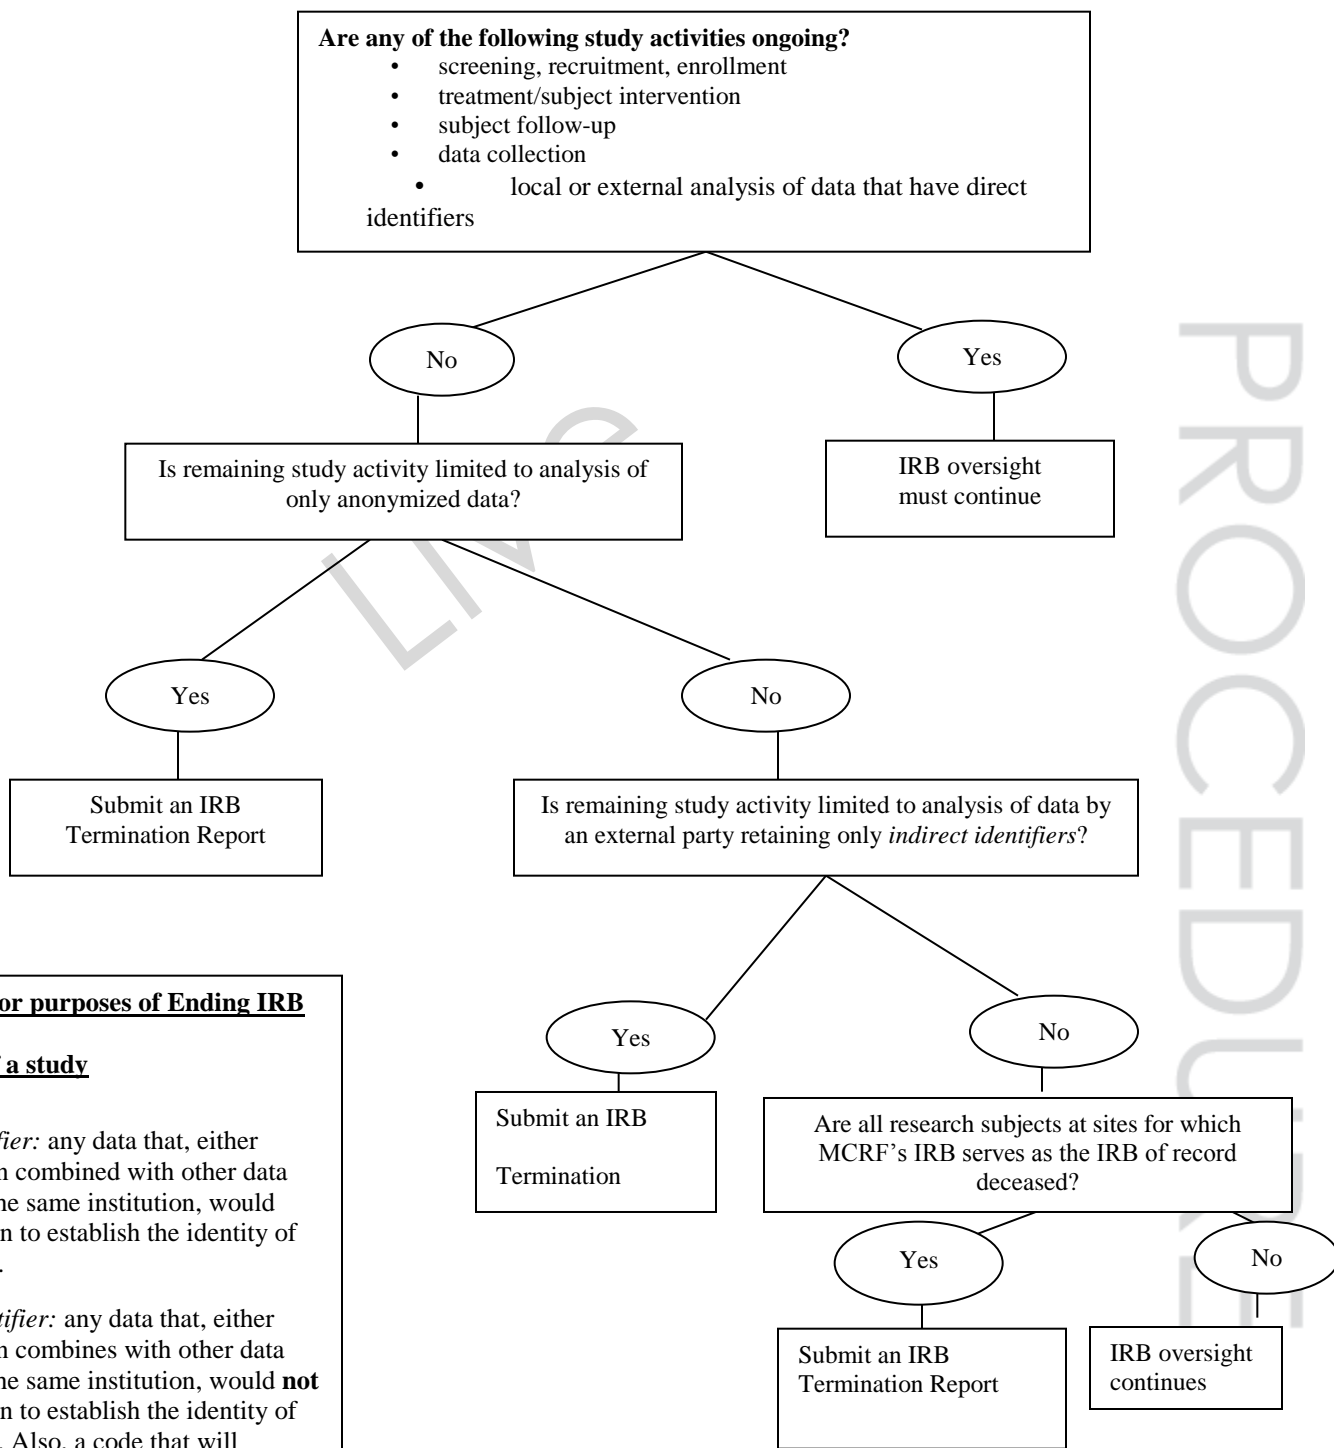 Are any of the following study activities ongoing?
• screening, recruitment, enrollment
• treatment/subject intervention
• subject follow-up
• data collection
• local or external analysis of data that have direct
identifiers
No
Yes
Is remaining study activity limited to analysis of
only anonymized data?
IRB oversight
must continue
Live
PROCEDURE
Yes
No
Submit an IRB
Termination Report
Is remaining study activity limited to analysis of data by
an external party retaining only indirect identifiers?
or purposes of Ending IRB
a study
fier: any data that, either
combined with other data
same institution, would
to establish the identity of
.
tifier: any data that, either
combines with other data
same institution, would not
to establish the identity of
. Also, a code that will
Yes
No
Submit an IRB
Termination
Are all research subjects at sites for which
MCRF's IRB serves as the IRB of record
deceased?
Yes
No
Submit an IRB
Termination Report
IRB oversight
continues